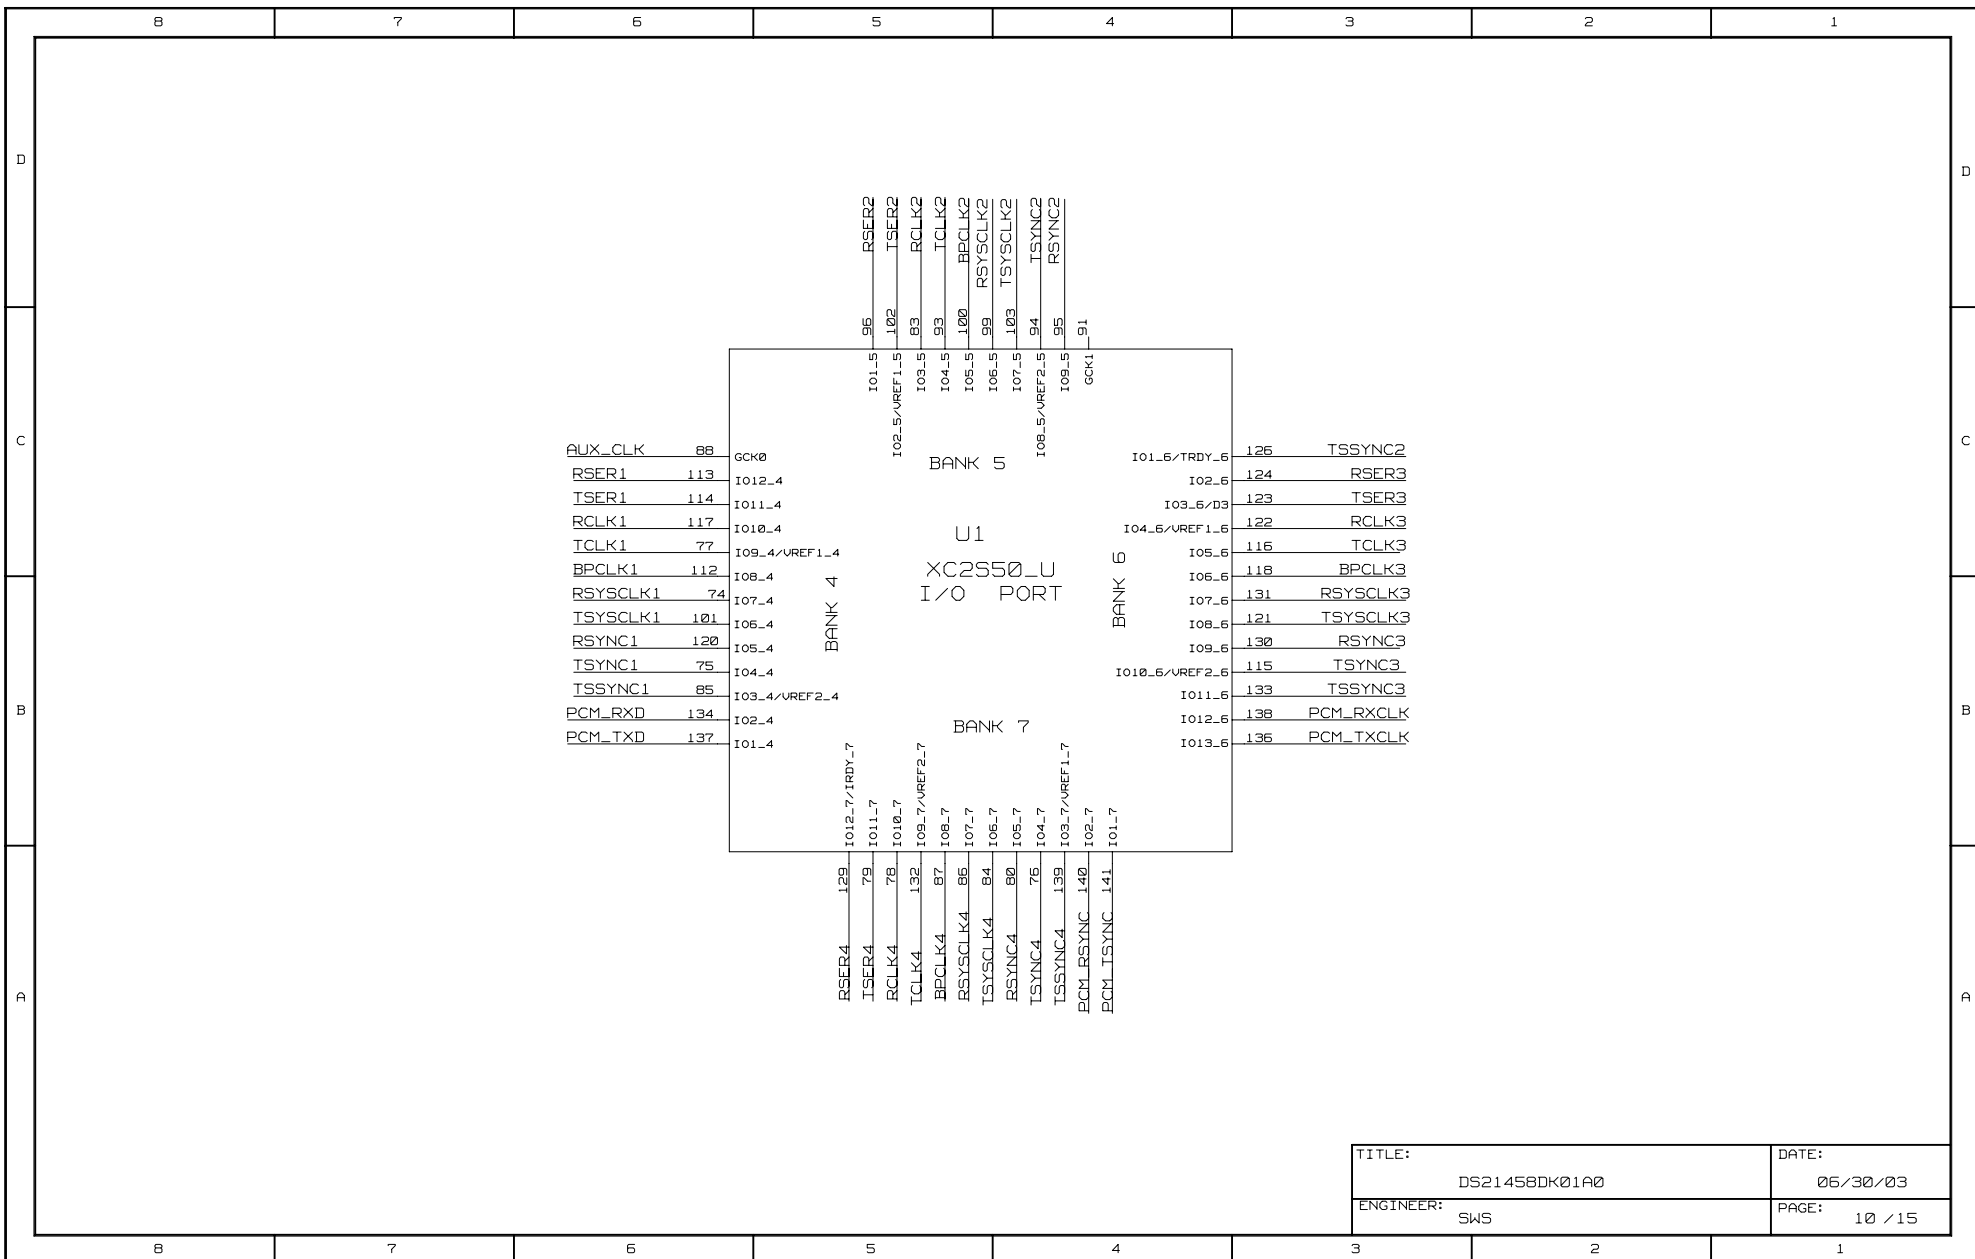 8 7 6 5 4 3 2 1
D D
RSER2 TSER2 RCLK2 TCLK2 BPCLK2 RSYSCLK2 TSYSCLK2 TSYNC2 RSYNC2
96 102 83 93 100 99 103 94 95 91
IO1_5 IO2_5/VREF1_5 IO3_5 IO4_5 IO5_5 IO6_5 IO7_5 IO8_5/VREF2_5 IO9_5 GCK1
C C
BANK 5
AUX_CLK 88 GCK0
RSER1 113 IO12_4
TSER1 114 IO11_4
RCLK1 117 IO10_4
TCLK1 77 IO9_4/VREF1_4
BPCLK1 112 IO8_4
RSYSCLK1 74 IO7_4
TSYSCLK1 101 IO6_4
RSYNC1 120 IO5_4
TSYNC1 75 IO4_4
TSSYNC1 85 IO3_4/VREF2_4
PCM_RXD 134 IO2_4
PCM_TXD 137 IO1_4
BANK 4
U1
XC2S50_U
I/O PORT
BANK 6
IO1_6/TRDY_6 126 TSSYNC2
IO2_6 124 RSER3
IO3_6/D3 123 TSER3
IO4_6/VREF1_6 122 RCLK3
IO5_6 116 TCLK3
IO6_6 118 BPCLK3
IO7_6 131 RSYSCLK3
IO8_6 121 TSYSCLK3
IO9_6 130 RSYNC3
IO10_6/VREF2_6 115 TSYNC3
IO11_6 133 TSSYNC3
IO12_6 138 PCM_RXCLK
IO13_6 136 PCM_TXCLK
B B
BANK 7
IO12_7/IRDY_7 IO11_7 IO10_7 IO9_7/VREF2_7 IO8_7 IO7_7 IO6_7 IO5_7 IO4_7 IO3_7/VREF1_7 IO2_7 IO1_7
129 79 78 132 87 86 84 80 76 139 140 141
RSER4 TSER4 RCLK4 TCLK4 BPCLK4 RSYSCLK4 TSYSCLK4 RSYNC4 TSYNC4 TSSYNC4 PCM_RSYNC PCM_TSYNC
A A
TITLE:
DS21458DK01A0
DATE:
06/30/03
ENGINEER:
SWS
PAGE:
10 /15
8 7 6 5 4 3 2 1